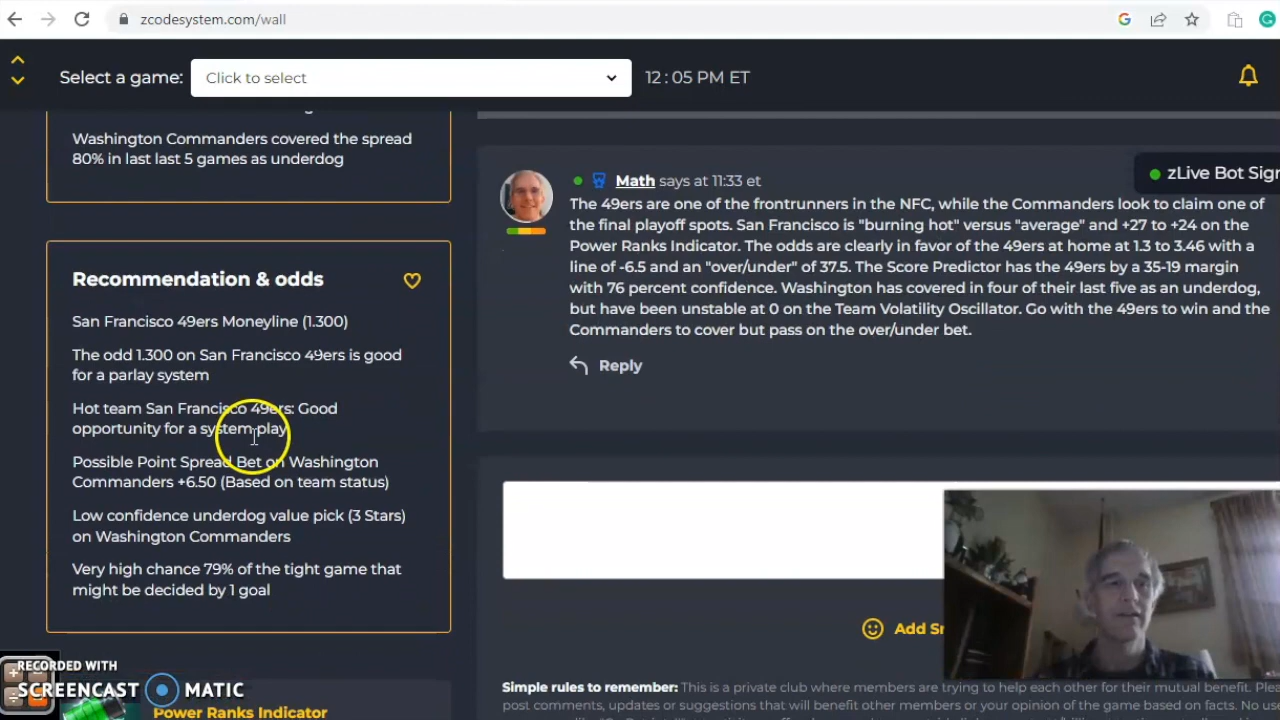 zcodesystem.com/wall
Select a game:
Click to select
12 : 05 PM ET
Washington Commanders covered the spread
80% in last last 5 games as underdog
Recommendation & odds
San Francisco 49ers Moneyline (1.300)
The odd 1.300 on San Francisco 49ers is good
for a parlay system
Hot team San Francisco 49ers: Good
opportunity for a system play
Possible Point Spread Bet on Washington
Commanders +6.50 (Based on team status)
Low confidence underdog value pick (3 Stars)
on Washington Commanders
Very high chance 79% of the tight game that
might be decided by 1 goal
Power Ranks Indicator
RECORDED WITH
SCREENCAST MATIC
zLive Bot Sig
Math says at 11:33 et
The 49ers are one of the frontrunners in the NFC, while the Commanders look to claim one of
the final playoff spots. San Francisco is "burning hot" versus "average" and +27 to +24 on the
Power Ranks Indicator. The odds are clearly in favor of the 49ers at home at 1.3 to 3.46 with a
line of -6.5 and an "over/under" of 37.5. The Score Predictor has the 49ers by a 35-19 margin
with 76 percent confidence. Washington has covered in four of their last five as an underdog,
but have been unstable at 0 on the Team Volatility Oscillator. Go with the 49ers to win and the
Commanders to cover but pass on the over/under bet.
Reply
Add Sm
Simple rules to remember: This is a private club where members are trying to help each other for their mutual benefit. Ple
post comments, updates or suggestions that will benefit other members or your opinion of the game based on facts. No us